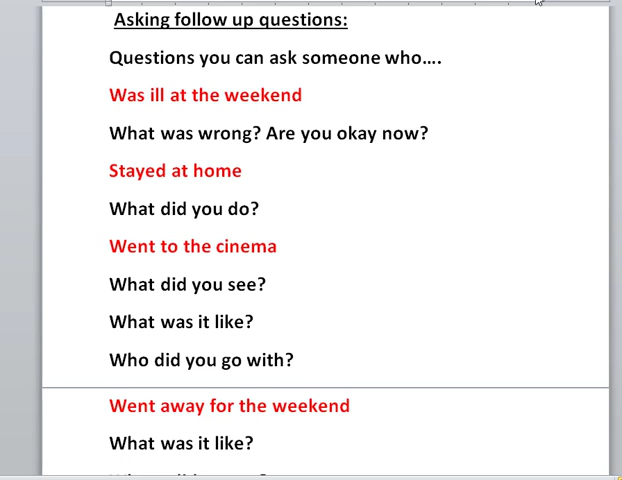 Asking follow up questions:
Questions you can ask someone who….
Was ill at the weekend
What was wrong? Are you okay now?
Stayed at home
What did you do?
Went to the cinema
What did you see?
What was it like?
Who did you go with?
Went away for the weekend
What was it like?